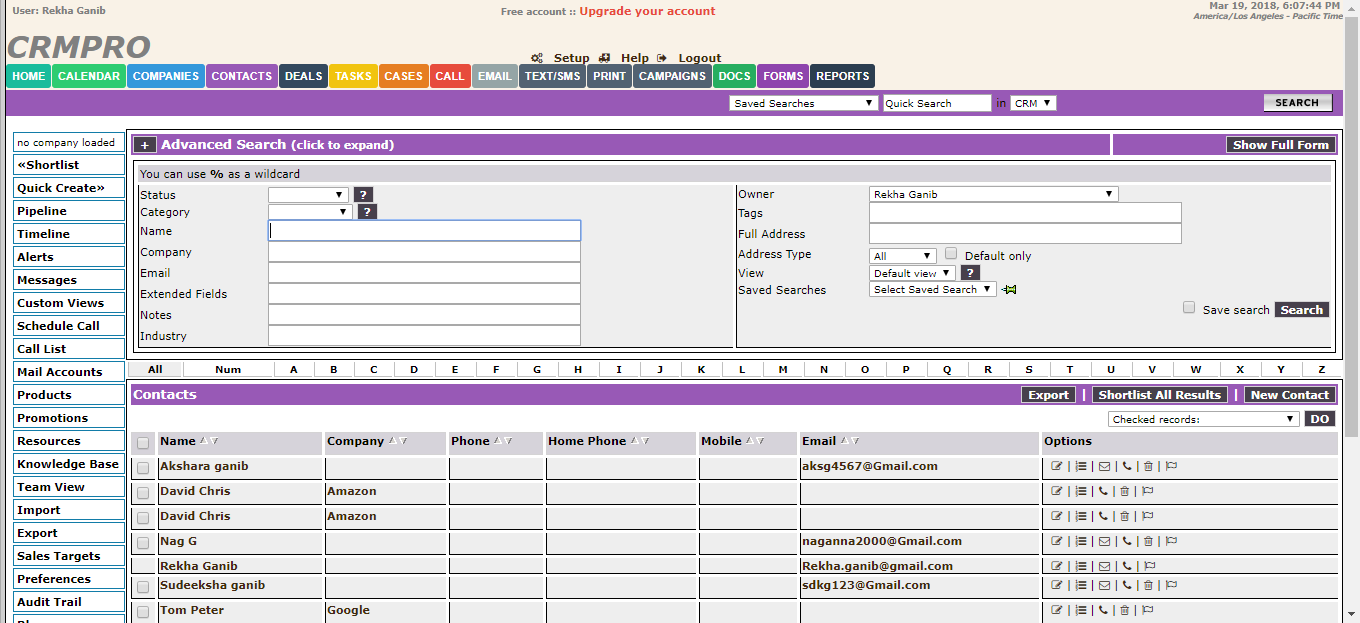 User: Rekha Ganib
Free account :: Upgrade your account
Mar 19, 2018, 6:07:44 PM
America/Los Angeles - Pacific Time
CRMPRO
Setup Help Logout
HOME CALENDAR COMPANIES CONTACTS DEALS TASKS CASES CALL EMAIL TEXT/SMS PRINT CAMPAIGNS DOCS FORMS REPORTS
Saved Searches Quick Search in CRM SEARCH
no company loaded
«Shortlist
Quick Create»
Pipeline
Timeline
Alerts
Messages
Custom Views
Schedule Call
Call List
Mail Accounts
Products
Promotions
Resources
Knowledge Base
Team View
Import
Export
Sales Targets
Preferences
Audit Trail
+ Advanced Search (click to expand) Show Full Form
You can use % as a wildcard
Status ?
Category ?
Name
Company
Email
Extended Fields
Notes
Industry
Owner Rekha Ganib
Tags
Full Address
Address Type All Default only
View Default view ?
Saved Searches Select Saved Search
Save search Search
All Num A B C D E F G H I J K L M N O P Q R S T U V W X Y Z
Contacts Export | Shortlist All Results | New Contact
Checked records: DO
Name Company Phone Home Phone Mobile Email Options
Akshara ganib aksg4567@Gmail.com | | | | |
David Chris Amazon | | | |
David Chris Amazon | | | |
Nag G naganna2000@Gmail.com | | | | |
Rekha Ganib Rekha.ganib@gmail.com | | | |
Sudeeksha ganib sdkg123@Gmail.com | | | | |
Tom Peter Google | | | |